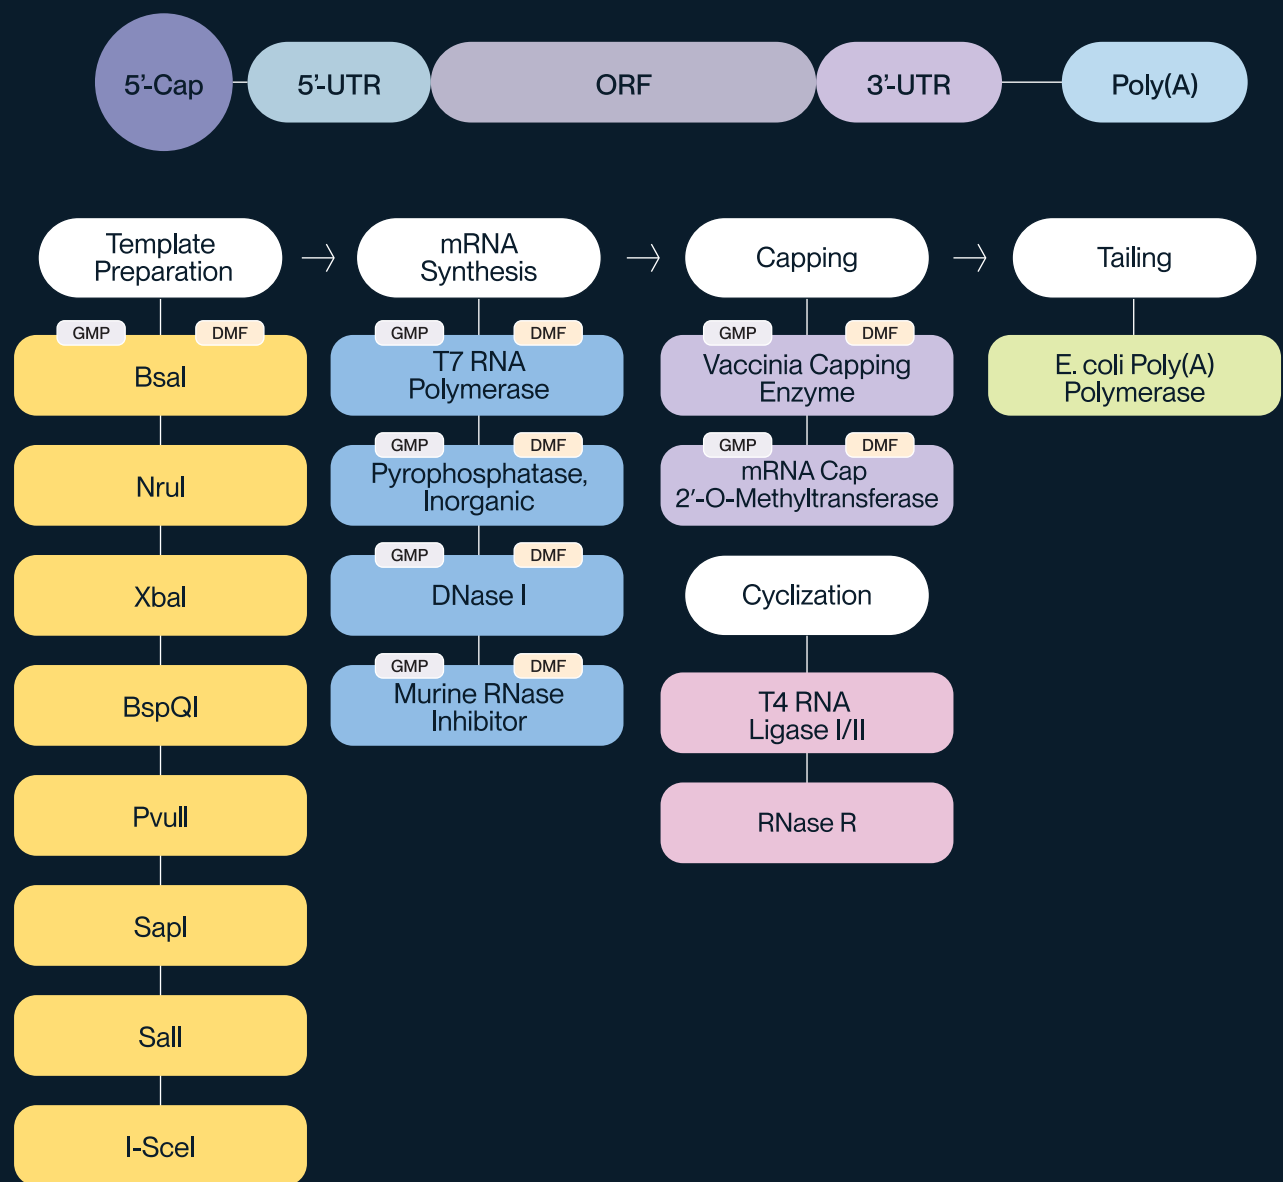 5’-Cap
5’-UTR
ORF
3’-UTR
Poly(A)
Template
Preparation
GMP
DMF
BsaI
NruI
XbaI
BspQI
PvuII
SapI
SalI
I-SceI
mRNA
Synthesis
GMP
DMF
T7 RNA
Polymerase
GMP
DMF
Pyrophosphatase,
Inorganic
GMP
DMF
DNase I
GMP
DMF
Murine RNase
Inhibitor
Capping
GMP
DMF
Vaccinia Capping
Enzyme
GMP
DMF
mRNA Cap
2’-O-Methyltransferase
Cyclization
T4 RNA
Ligase I/II
RNase R
Tailing
E. coli Poly(A)
Polymerase